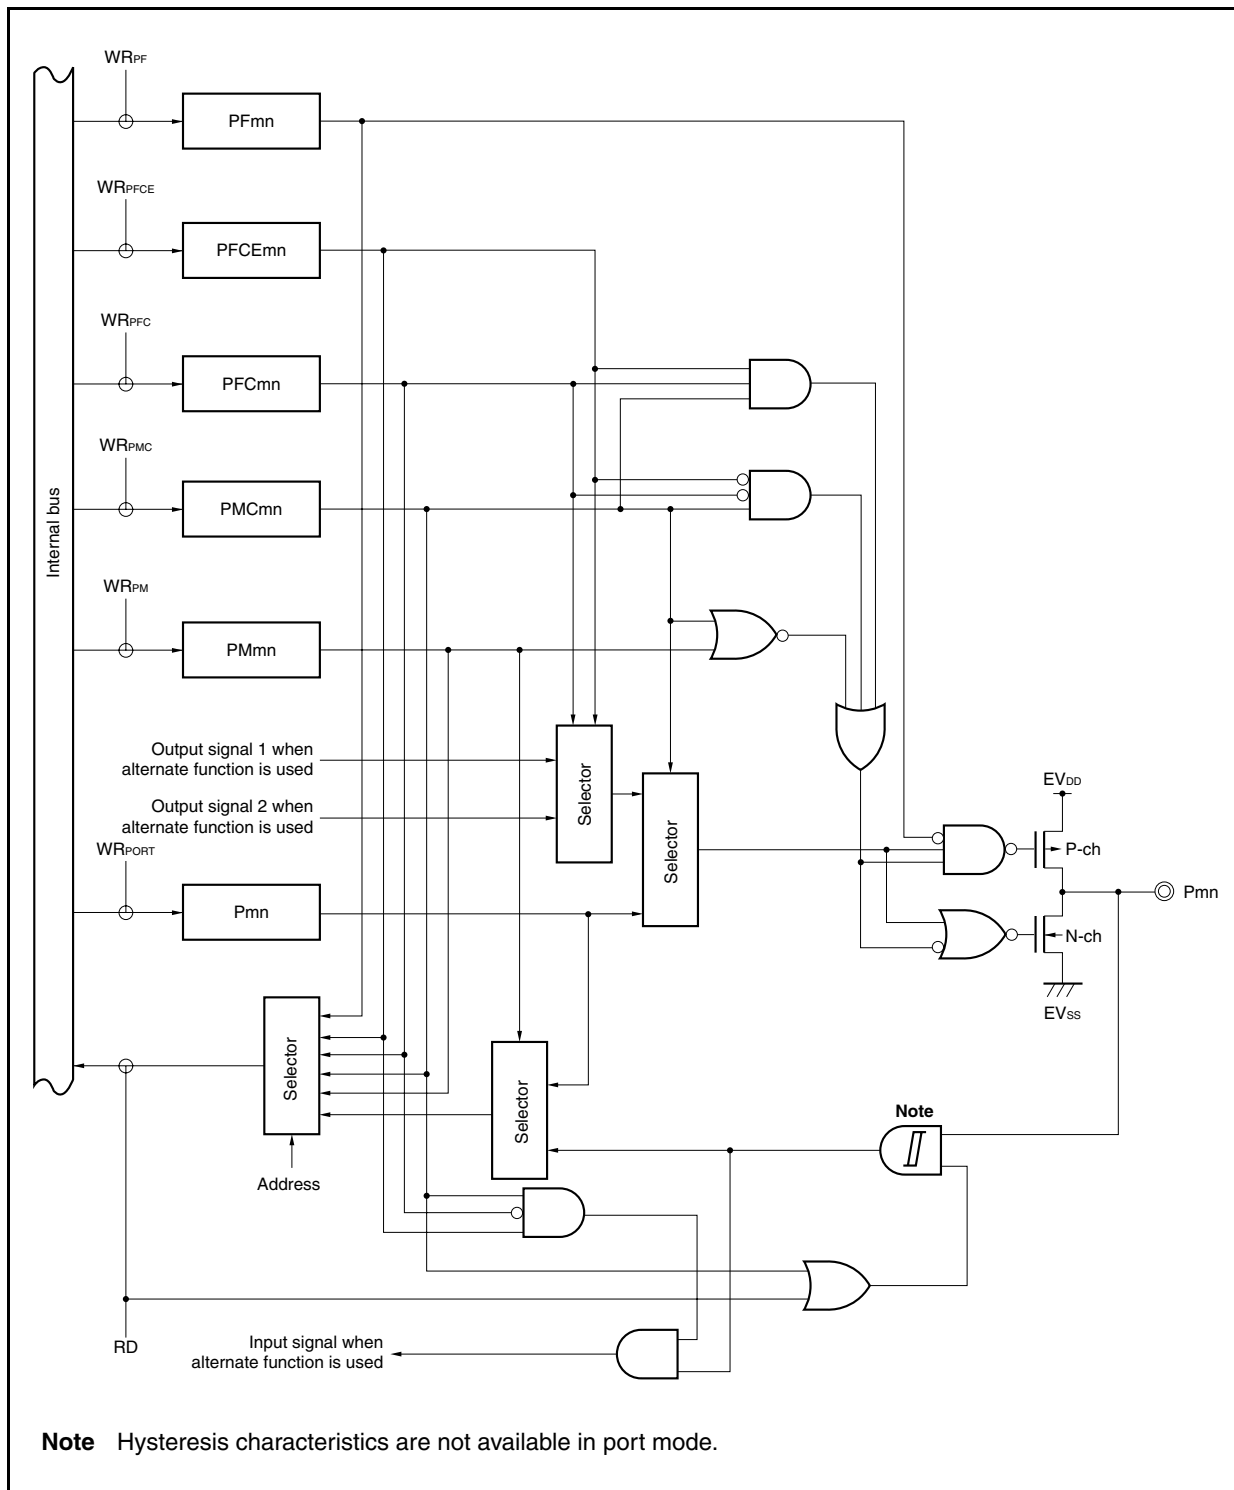 WRPF
PFmn
WRPFCE
PFCEmn
WRPFC
PFCmn
WRPMC
PMCmn
Internal bus
WRPM
PMmn
Output signal 1 when
alternate function is used
Output signal 2 when
alternate function is used
Selector
Selector
EVDD
P-ch
WRPORT
Pmn
Pmn
N-ch
EVSS
Selector
Selector
Address
Note
RD
Input signal when
alternate function is used
Note Hysteresis characteristics are not available in port mode.